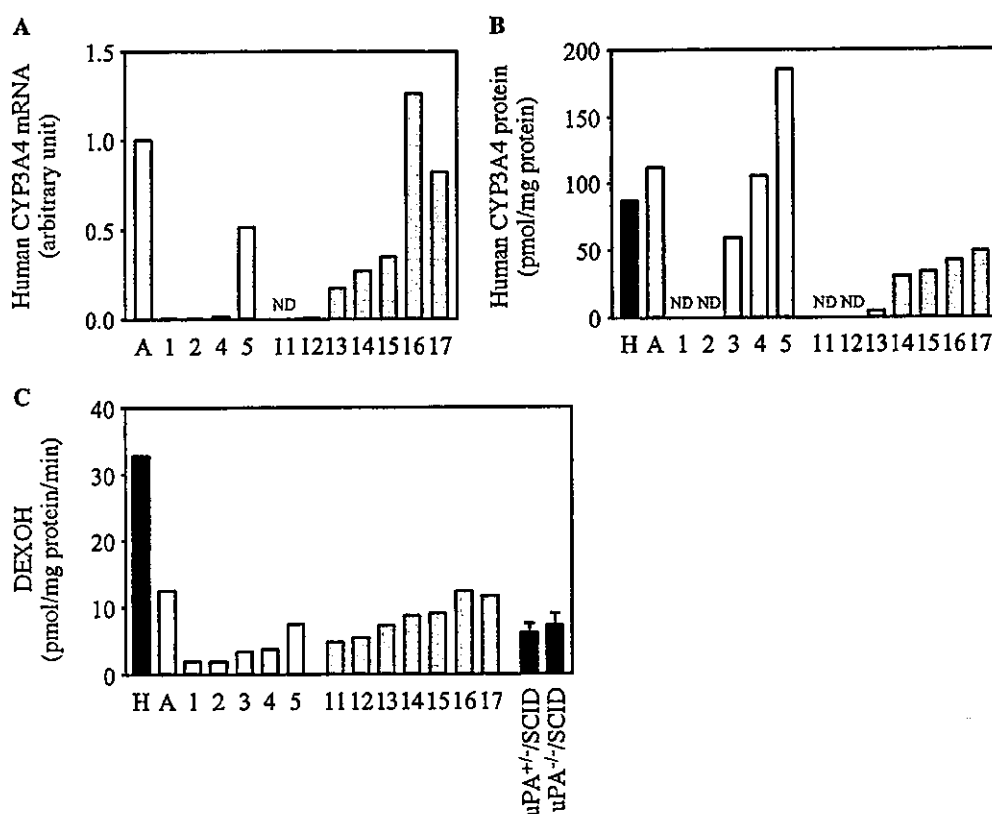 A
Human CYP3A4 mRNA
(arbitrary unit)
1.5
1.0
0.5
0.0
ND
A 1 2 4 5 11 12 13 14 15 16 17
B
Human CYP3A4 protein
(pmol/mg protein)
200
150
100
50
0
ND ND ND ND
H A 1 2 3 4 5 11 12 13 14 15 16 17
C
DEXOH
(pmol/mg protein/min)
40
30
20
10
0
H A 1 2 3 4 5 11 12 13 14 15 16 17
uPA+/-/SCID
uPA-/-/SCID